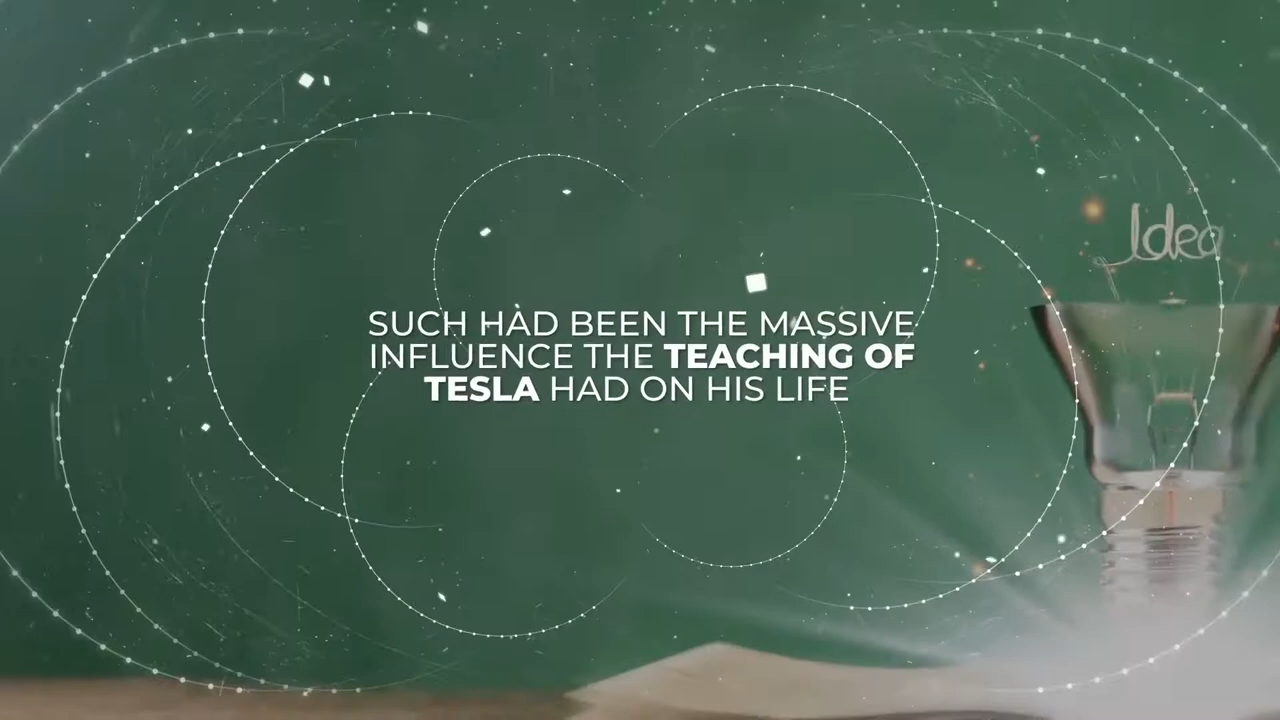 Idea
SUCH HAD BEEN THE MASSIVE
INFLUENCE THE TEACHING OF
TESLA HAD ON HIS LIFE